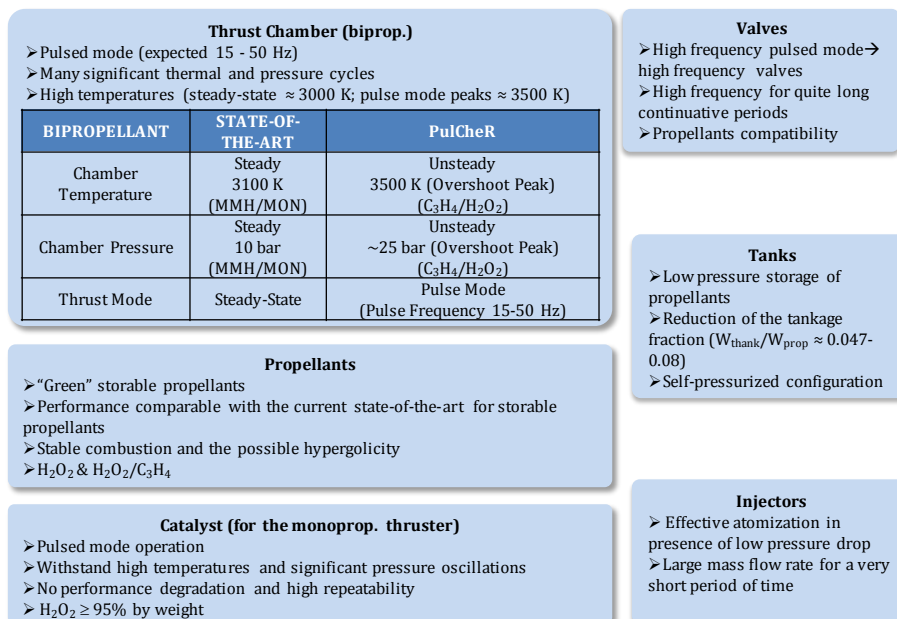 Thrust Chamber (biprop.)
➢Pulsed mode (expected 15 - 50 Hz)
➢Many significant thermal and pressure cycles
➢High temperatures (steady-state ≈ 3000 K; pulse mode peaks ≈ 3500 K)
BIPROPELLANT
STATE-OF-
THE-ART
PulCheR
Chamber
Temperature
Steady
3100 K
(MMH/MON)
Unsteady
3500 K (Overshoot Peak)
(C₃H₄/H₂O₂)
Chamber Pressure
Steady
10 bar
(MMH/MON)
Unsteady
~25 bar (Overshoot Peak)
(C₃H₄/H₂O₂)
Thrust Mode
Steady-State
Pulse Mode
(Pulse Frequency 15-50 Hz)
Propellants
➢"Green" storable propellants
➢Performance comparable with the current state-of-the-art for storable
propellants
➢Stable combustion and the possible hypergolicity
➢H₂O₂ & H₂O₂/C₃H₄
Catalyst (for the monoprop. thruster)
➢Pulsed mode operation
➢Withstand high temperatures and significant pressure oscillations
➢No performance degradation and high repeatability
➢H₂O₂ ≥ 95% by weight
Valves
➢High frequency pulsed mode→
high frequency valves
➢High frequency for quite long
continuative periods
➢Propellants compatibility
Tanks
➢Low pressure storage of
propellants
➢Reduction of the tankage
fraction (W_thank/W_prop ≈ 0.047-
0.08)
➢Self-pressurized configuration
Injectors
➢ Effective atomization in
presence of low pressure drop
➢Large mass flow rate for a very
short period of time